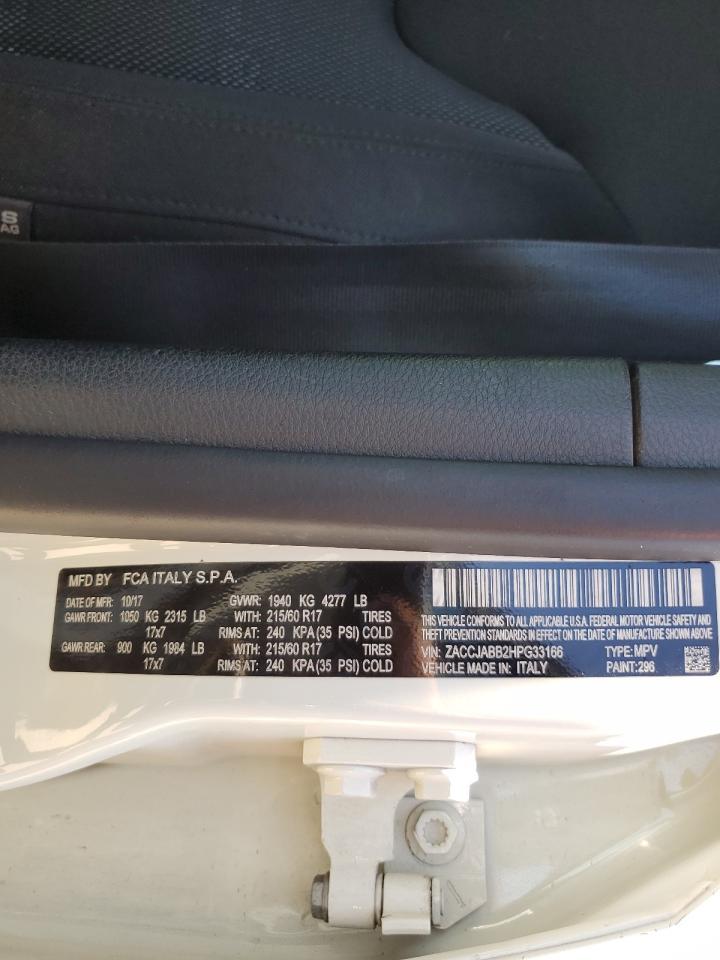 S
AG
MFD BY FCA ITALY S.P.A.
DATE OF MFR: 10/17 GVWR: 1940 KG 4277 LB
GAWR FRONT: 1050 KG 2315 LB WITH: 215/60 R17 TIRES
17x7 RIMS AT: 240 KPA(35 PSI) COLD
GAWR REAR: 900 KG 1984 LB WITH: 215/60 R17 TIRES
17x7 RIMS AT: 240 KPA(35 PSI) COLD
THIS VEHICLE CONFORMS TO ALL APPLICABLE U.S.A. FEDERAL MOTOR VEHICLE SAFETY AND
THEFT PREVENTION STANDARDS IN EFFECT ON THE DATE OF MANUFACTURE SHOWN ABOVE
VIN: ZACCJABB2HPG33166 TYPE: MPV
VEHICLE MADE IN: ITALY PAINT: 296